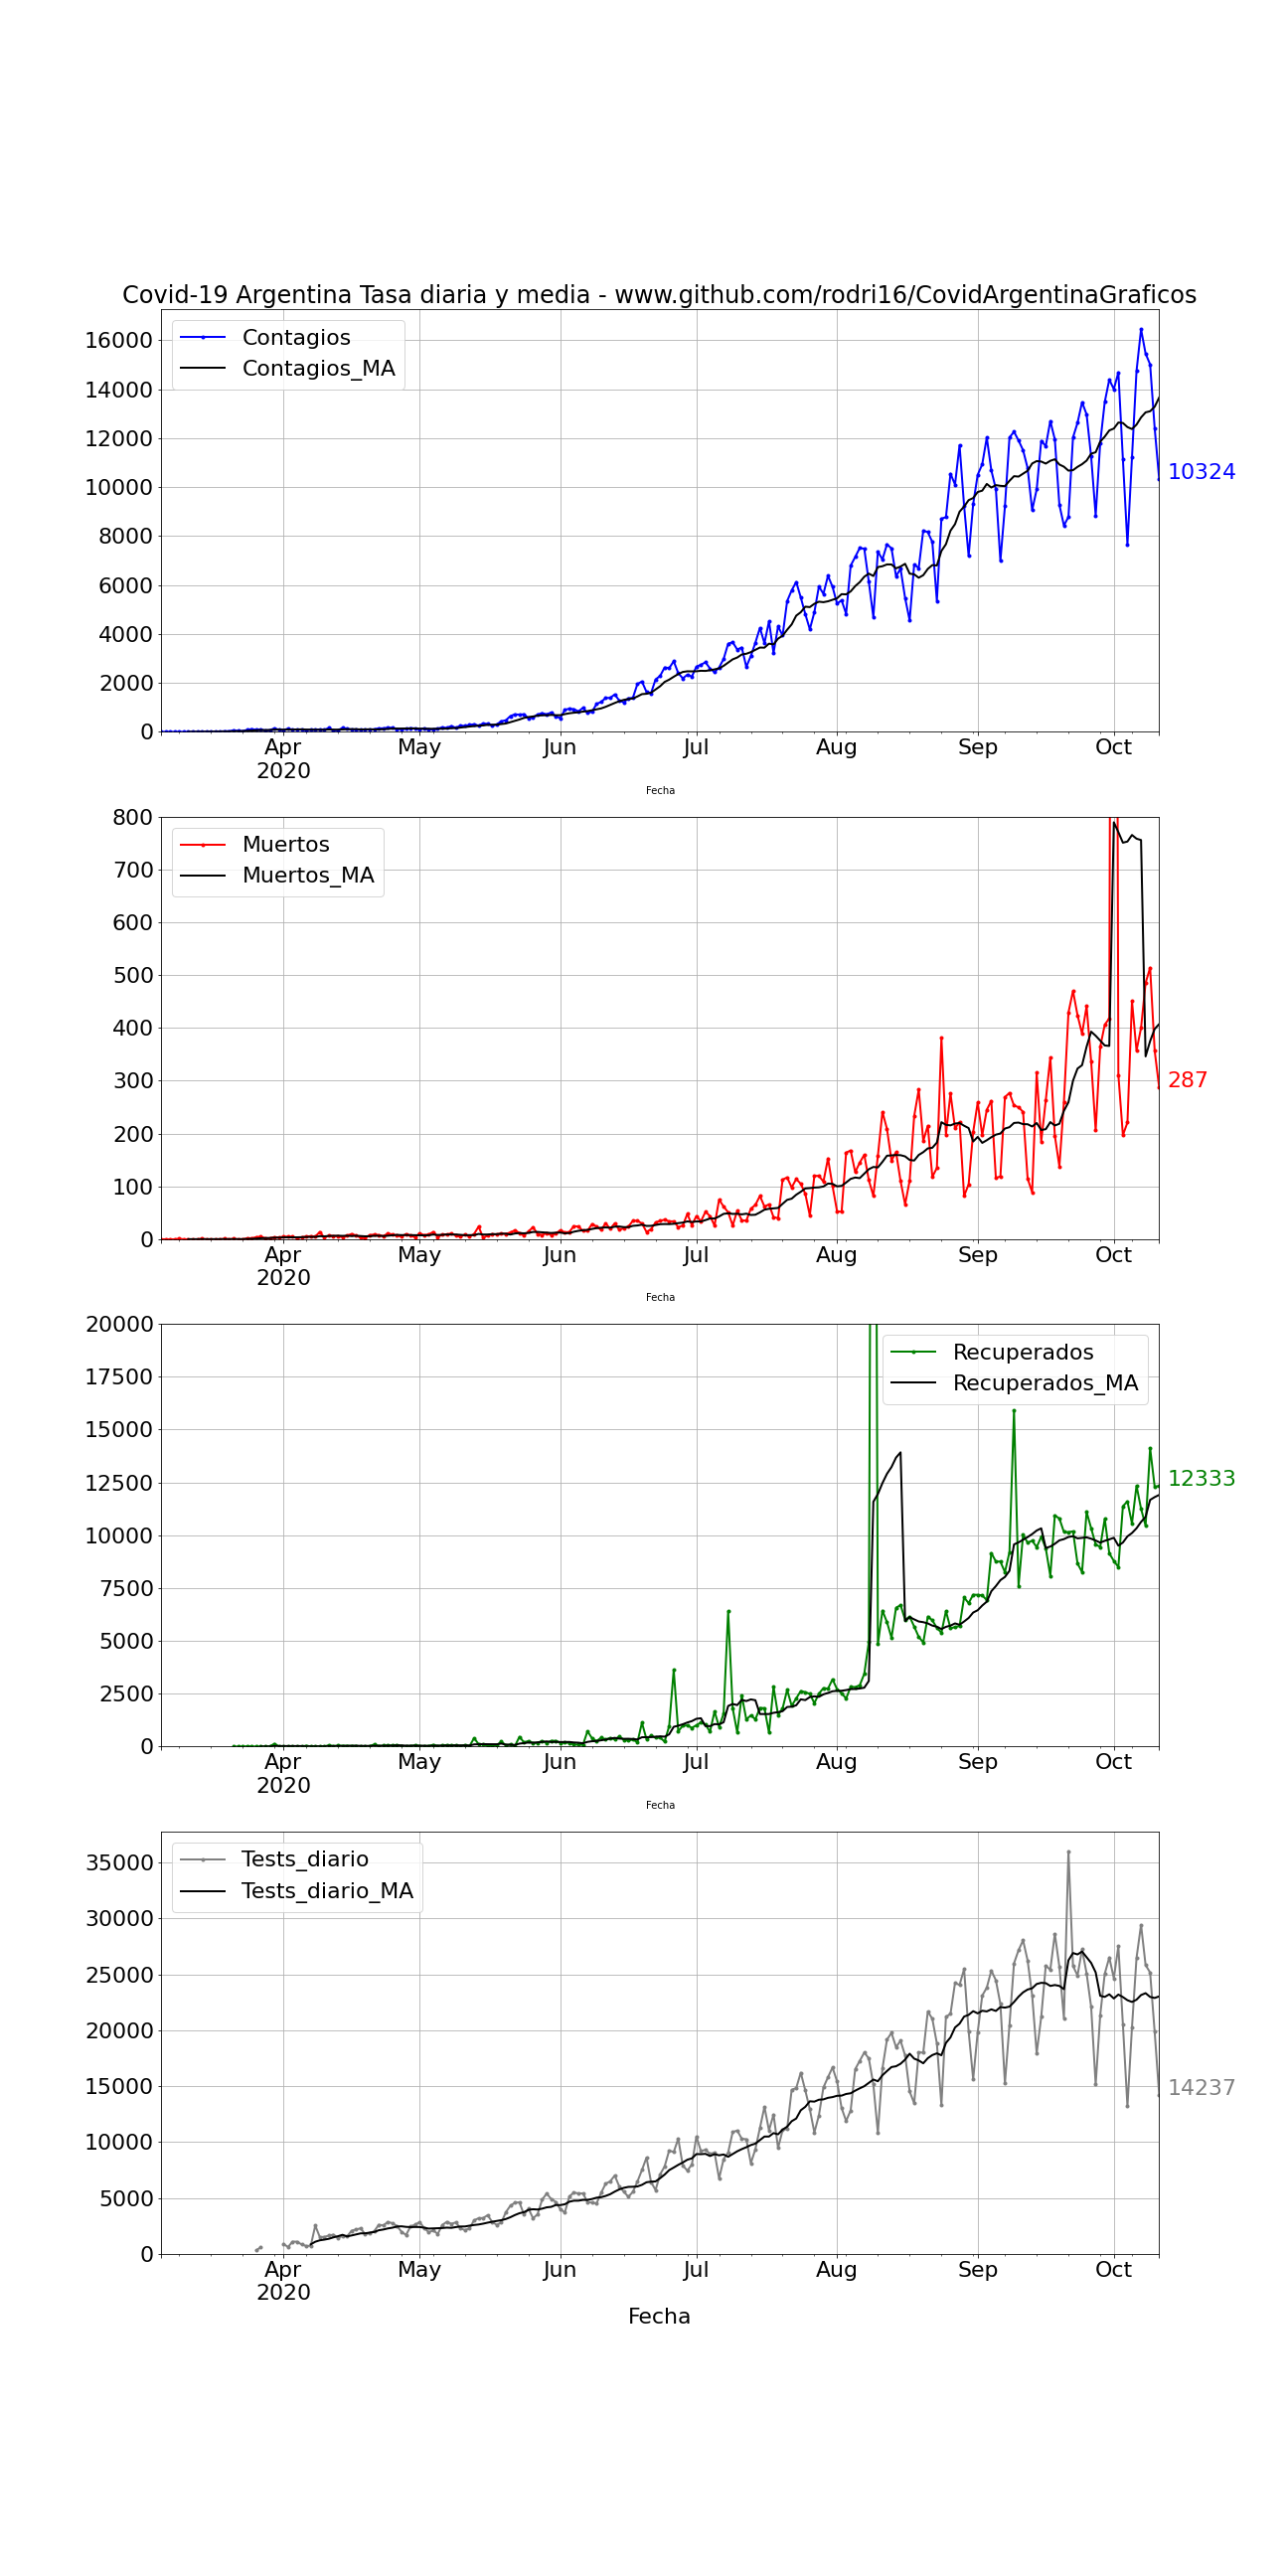 Covid-19 Argentina Tasa diaria y media - www.github.com/rodri16/CovidArgentinaGraficos
Contagios
Contagios_MA
16000
14000
12000
10000
8000
6000
4000
2000
0
10324
Apr May Jun Jul Aug Sep Oct
2020
Fecha
Muertos
Muertos_MA
800
700
600
500
400
300
200
100
0
287
Apr May Jun Jul Aug Sep Oct
2020
Fecha
Recuperados
Recuperados_MA
20000
17500
15000
12500
10000
7500
5000
2500
0
12333
Apr May Jun Jul Aug Sep Oct
2020
Fecha
Tests_diario
Tests_diario_MA
35000
30000
25000
20000
15000
10000
5000
0
14237
Apr May Jun Jul Aug Sep Oct
2020
Fecha